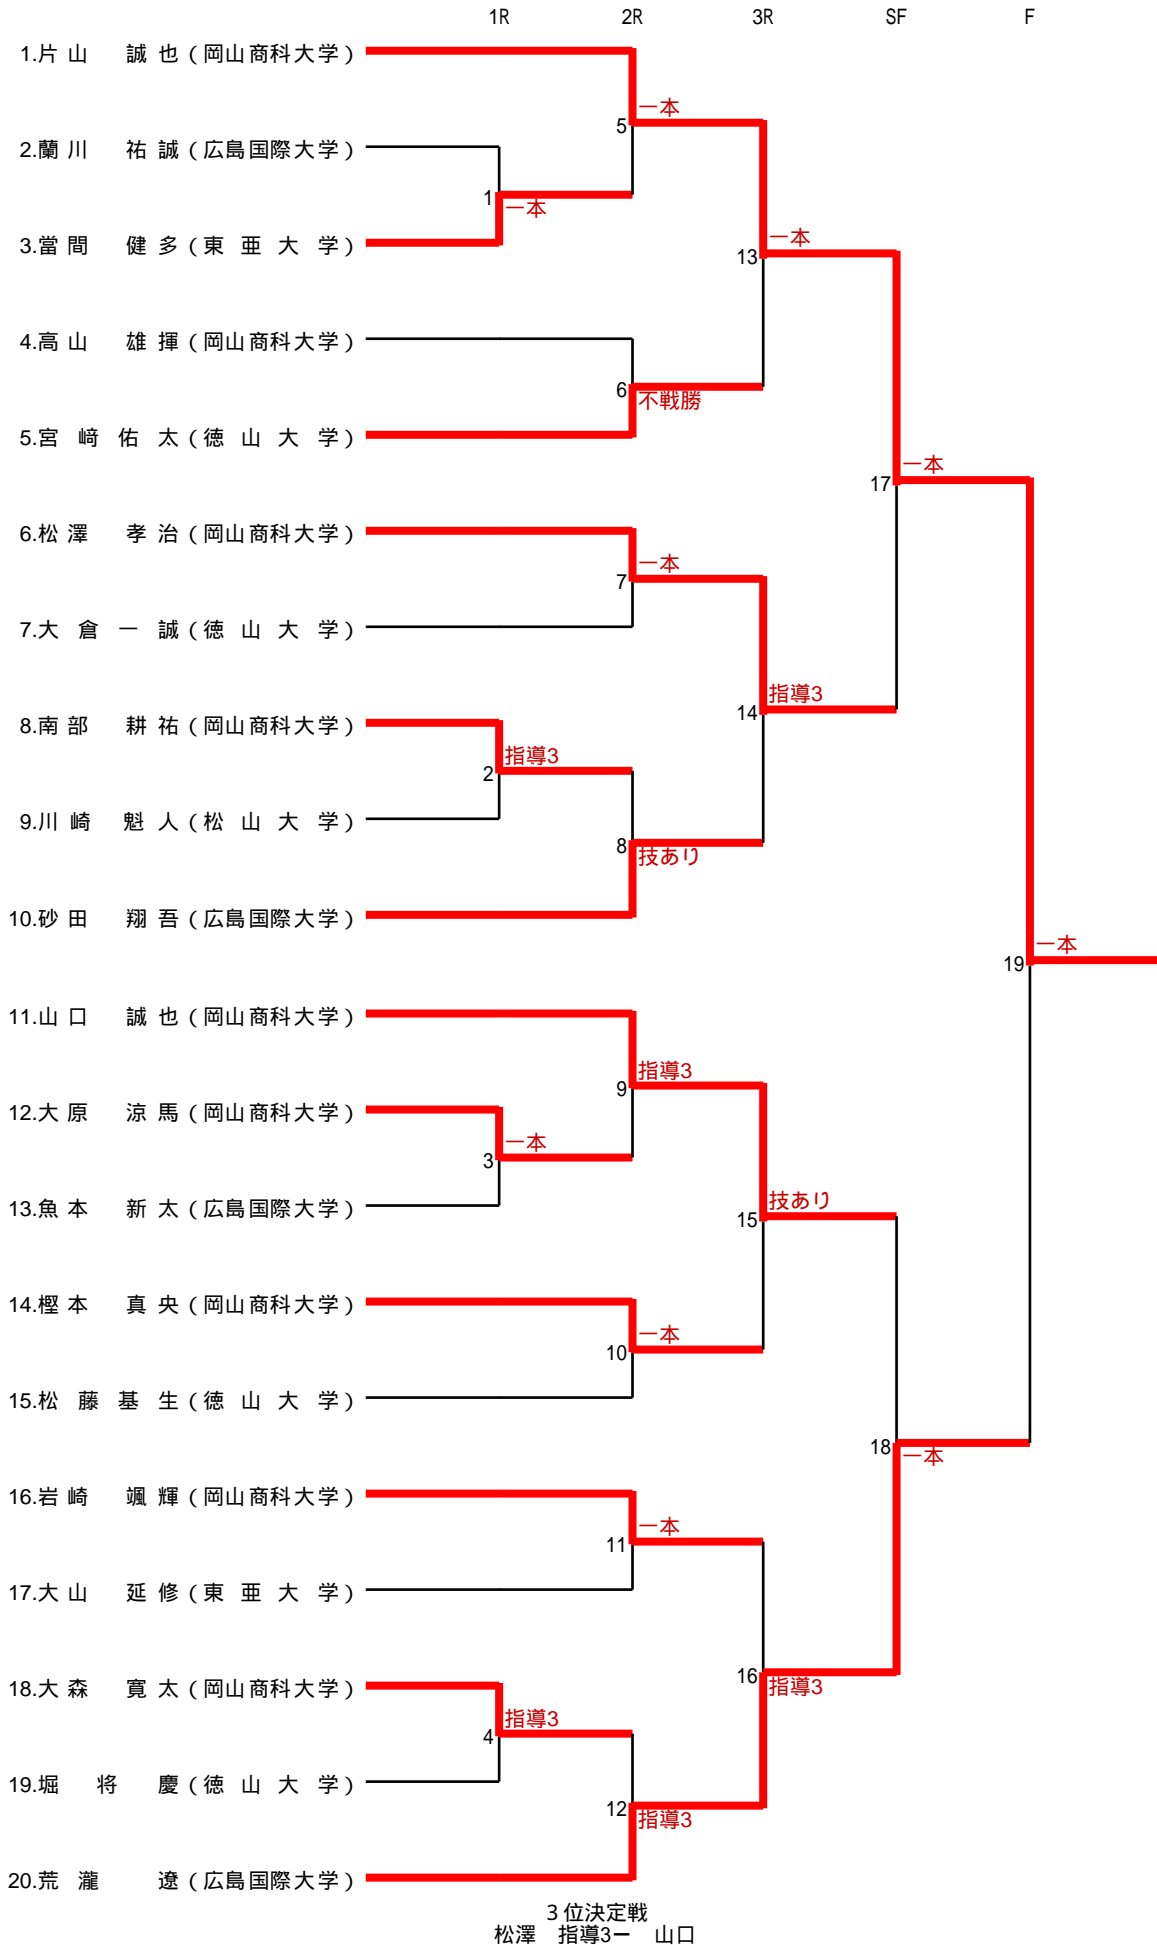 1R 2R 3R SF F
1.片山 誠也(岡山商科大学)
一本
5
2.蘭川 祐誠(広島国際大学)
1
一本
3.當間 健多(東亜大学)
一本
13
4.高山 雄揮(岡山商科大学)
6
不戦勝
5.宮﨑佑太(徳山大学)
一本
17
6.松澤 孝治(岡山商科大学)
一本
7
7.大倉一誠(徳山大学)
指導3
14
8.南部 耕祐(岡山商科大学)
指導3
2
9.川崎 魁人(松山大学)
8
技あり
10.砂田 翔吾(広島国際大学)
一本
19
11.山口 誠也(岡山商科大学)
指導3
9
12.大原 涼馬(岡山商科大学)
一本
3
13.魚本 新太(広島国際大学)
技あり
15
14.樫本 真央(岡山商科大学)
一本
10
15.松藤基生(徳山大学)
18
一本
16.岩崎 颯輝(岡山商科大学)
一本
11
17.大山 延修(東亜大学)
16
指導3
18.大森 寛太(岡山商科大学)
指導3
4
19.堀 将慶(徳山大学)
12
指導3
20.荒瀧 遼(広島国際大学)
3位決定戦
松澤 指導3ー 山口